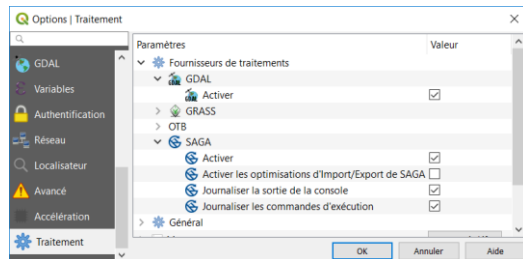 Options | Traitement
Paramètres
Valeur
GDAL
Variables
Authentification
Réseau
Localisateur
Avancé
Accélération
Traitement
Fournisseurs de traitements
GDAL
Activer
GRASS
OTB
SAGA
Activer
Activer les optimisations d'Import/Export de SAGA
Journaliser la sortie de la console
Journaliser les commandes d'exécution
Général
OK
Annuler
Aide